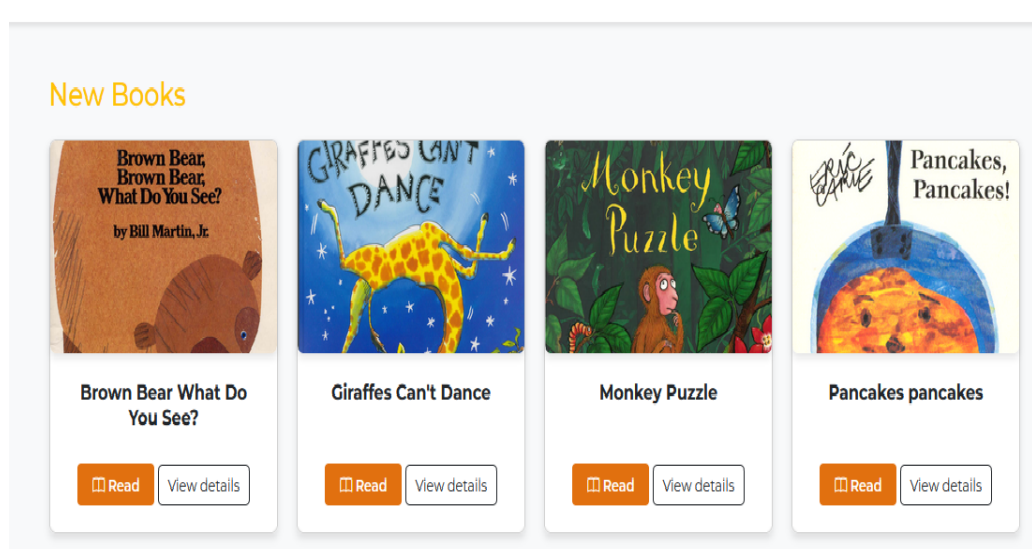 New Books
Brown Bear,
Brown Bear,
What Do You See?
by Bill Martin, Jr.
GIRAFFES CAN'T
DANCE
Monkey
Puzzle
ERIC
CARLE
Pancakes,
Pancakes!
Brown Bear What Do
You See?
Giraffes Can't Dance
Monkey Puzzle
Pancakes pancakes
Read
View details
Read
View details
Read
View details
Read
View details